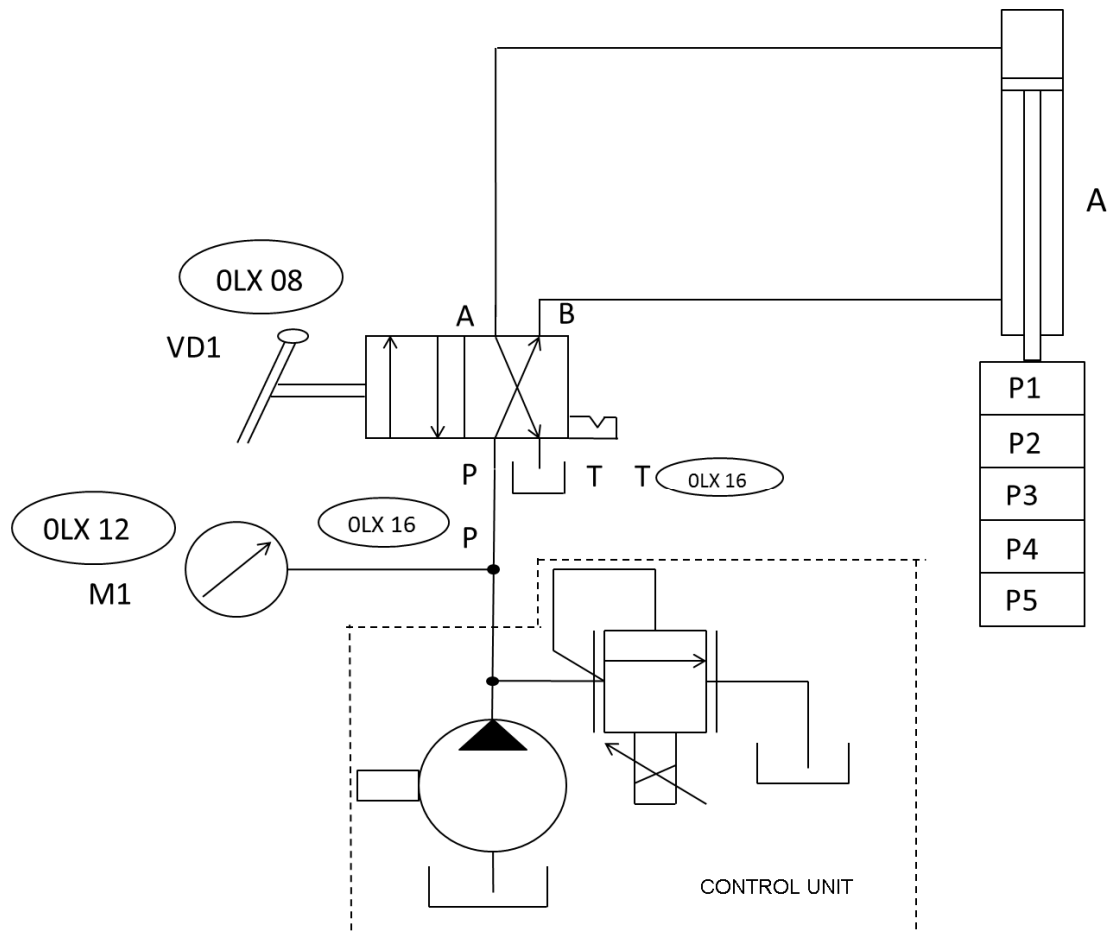 A
0LX 08
VD1
A
B
P
T
T
0LX 16
0LX 12
M1
0LX 16
P
P1
P2
P3
P4
P5
CONTROL UNIT